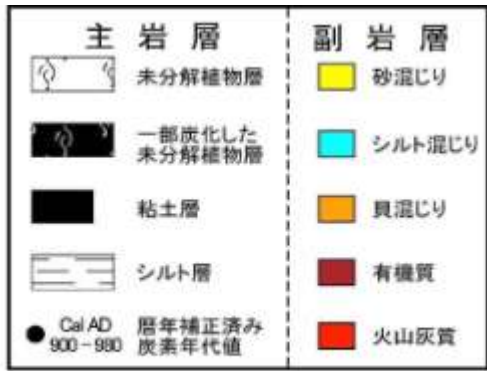 主岩層
未分解植物層
一部炭化した
未分解植物層
粘土層
シルト層
Cal AD
900-980
暦年補正済み
炭素年代値
副岩層
砂混じり
シルト混じり
貝混じり
有機質
火山灰質